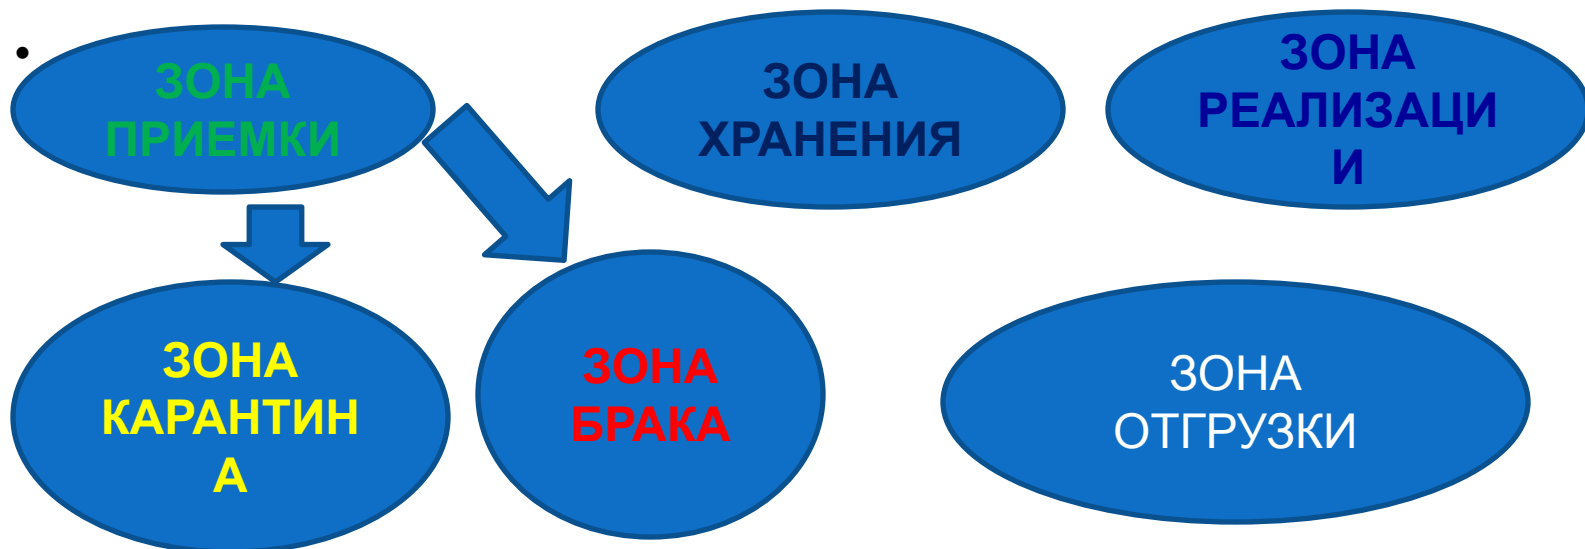 ЗОНА
ПРИЕМКИ
ЗОНА
ХРАНЕНИЯ
ЗОНА
РЕАЛИЗАЦИ
И
ЗОНА
КАРАНТИН
А
ЗОНА
БРАКА
ЗОНА
ОТГРУЗКИ